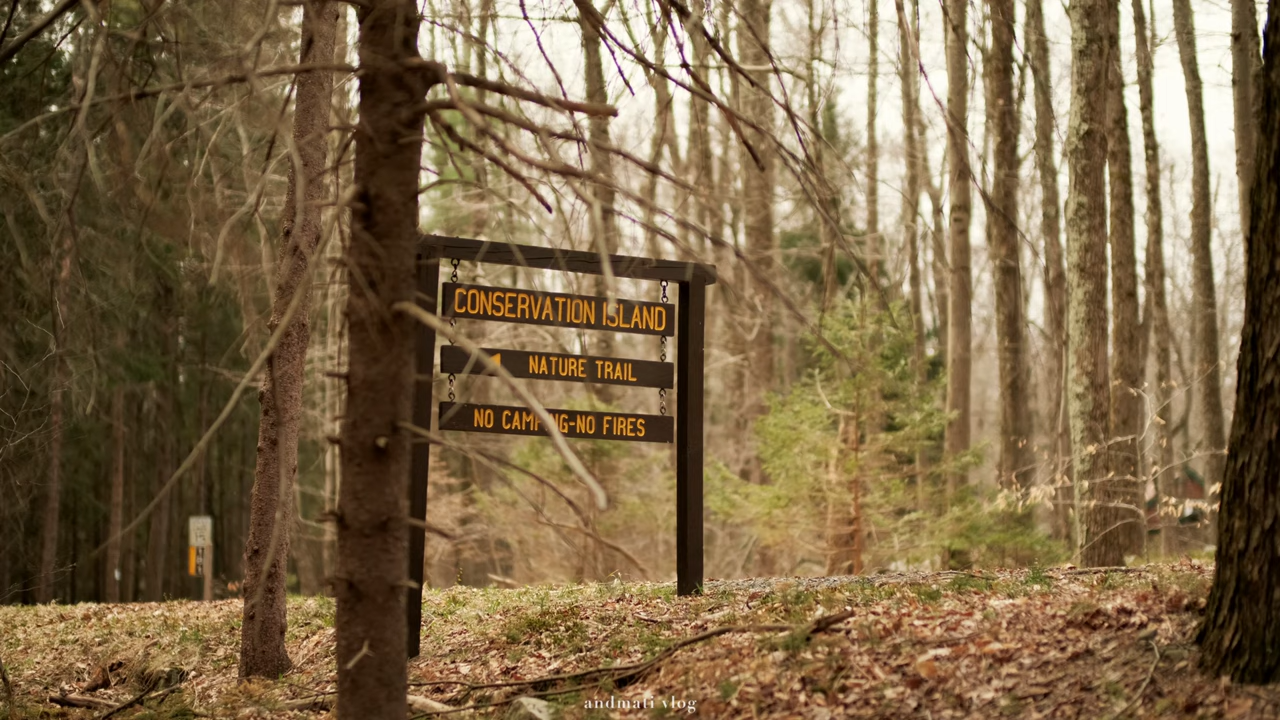 CONSERVATION ISLAND
NATURE TRAIL
NO CAMPING-NO FIRES
andmati vlog